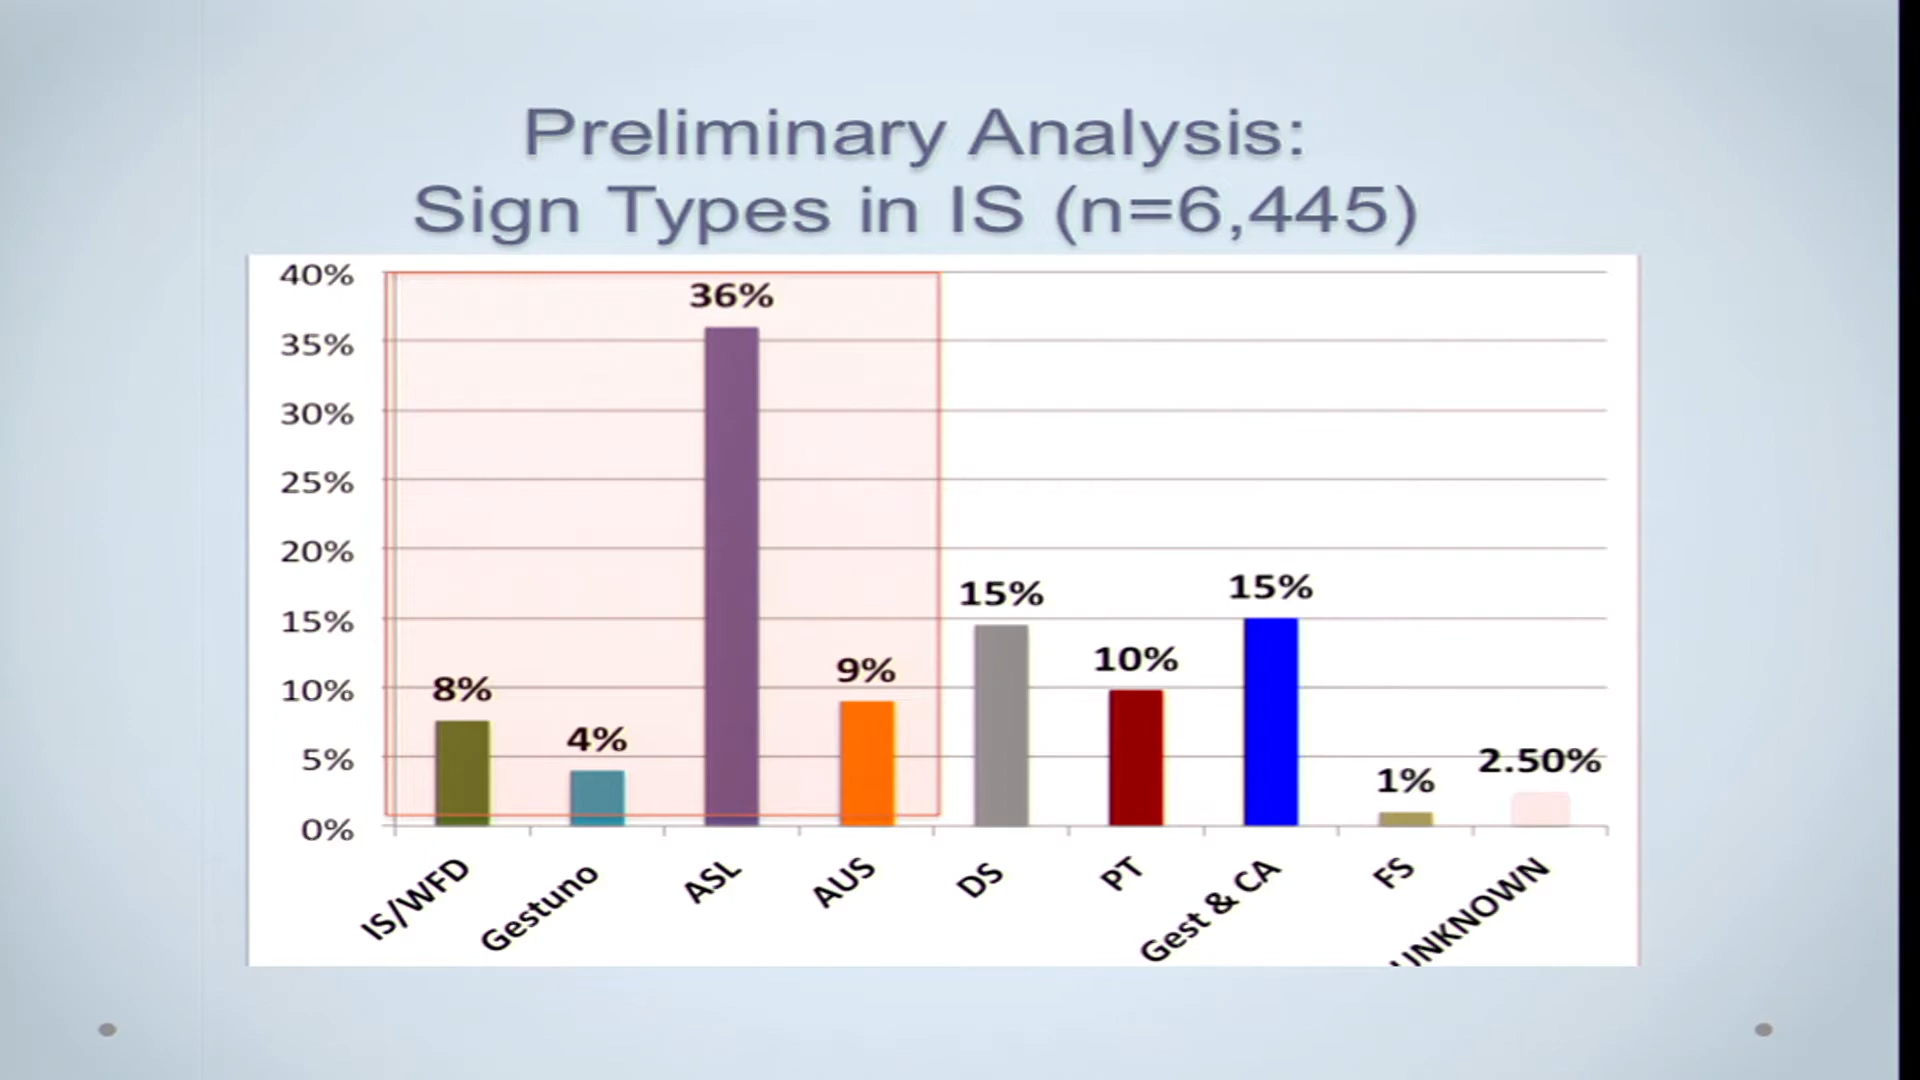 Preliminary Analysis:
Sign Types in IS (n=6,445)
40%
35%
30%
25%
20%
15%
10%
5%
0%
8%
4%
36%
9%
15%
10%
15%
1%
2.50%
IS/WFD
Gestuno
ASL
AUS
DS
PT
Gest & CA
FS
UNKNOWN